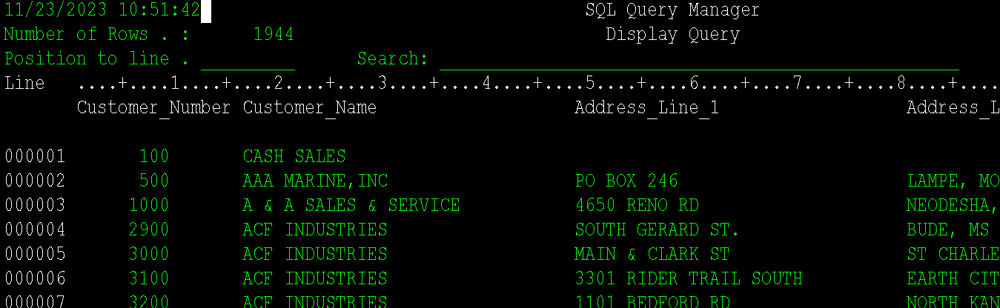 11/23/2023 10:51:42 SQL Query Manager
Number of Rows . : 1944 Display Query
Position to line . _________ Search: __________________________________________________
Line ....+....1....+....2....+....3....+....4....+....5....+....6....+....7....+....8....+....
Customer_Number Customer_Name Address_Line_1 Address_L
000001 100 CASH SALES
000002 500 AAA MARINE,INC PO BOX 246 LAMPE, MO
000003 1000 A & A SALES & SERVICE 4650 RENO RD NEODESHA,
000004 2900 ACF INDUSTRIES SOUTH GERARD ST. BUDE, MS
000005 3000 ACF INDUSTRIES MAIN & CLARK ST ST CHARLE
000006 3100 ACF INDUSTRIES 3301 RIDER TRAIL SOUTH EARTH CIT
000007 3200 ACF INDUSTRIES 1101 BEDFORD RD NORTH KAN